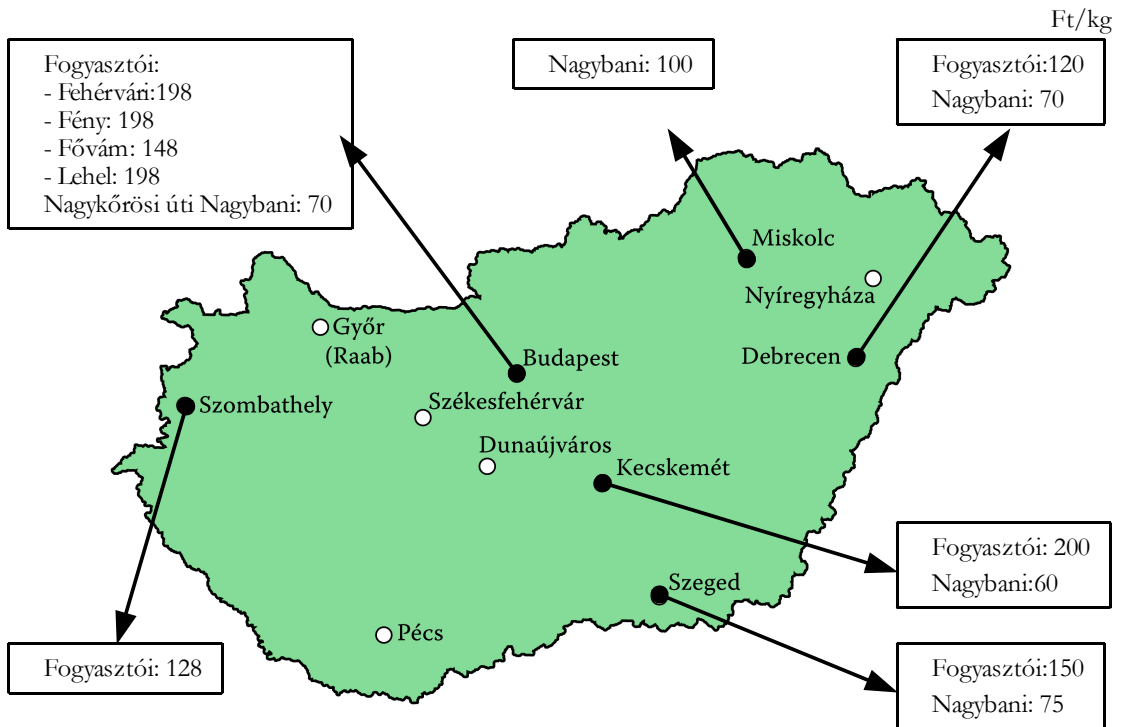 Ft/kg
Fogyasztói:
- Fehérvári:198
- Fény: 198
- Fővám: 148
- Lehel: 198
Nagykőrösi úti Nagybani: 70
Nagybani: 100
Fogyasztói:120
Nagybani: 70
Miskolc
Nyíregyháza
Győr
(Raab)
Budapest
Debrecen
Szombathely
Székesfehérvár
Dunaújváros
Kecskemét
Fogyasztói: 200
Nagybani:60
Szeged
Pécs
Fogyasztói: 128
Fogyasztói:150
Nagybani: 75